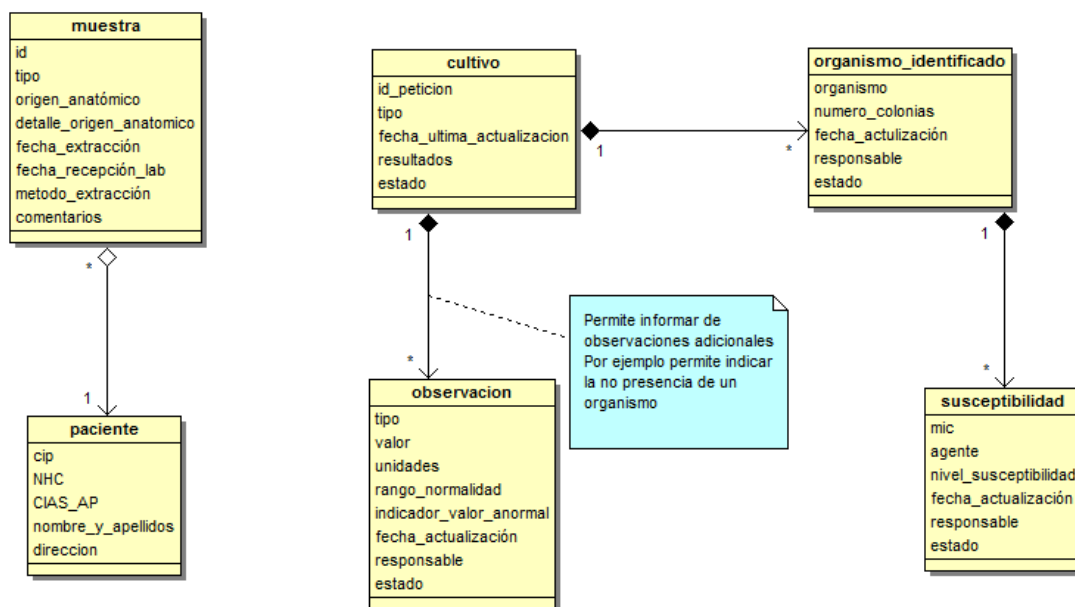 muestra
id
tipo
origen_anatómico
detalle_origen_anatomico
fecha_extracción
fecha_recepción_lab
metodo_extracción
comentarios
*
1
paciente
cip
NHC
CIAS_AP
nombre_y_apellidos
direccion
cultivo
id_peticion
tipo
fecha_ultima_actualizacion
resultados
estado
1
*
1
*
organismo_identificado
organismo
numero_colonias
fecha_actulización
responsable
estado
1
*
Permite informar de
observaciones adicionales
Por ejemplo permite indicar
la no presencia de un
organismo
observacion
tipo
valor
unidades
rango_normalidad
indicador_valor_anormal
fecha_actualización
responsable
estado
susceptibilidad
mic
agente
nivel_susceptibilidad
fecha_actualización
responsable
estado